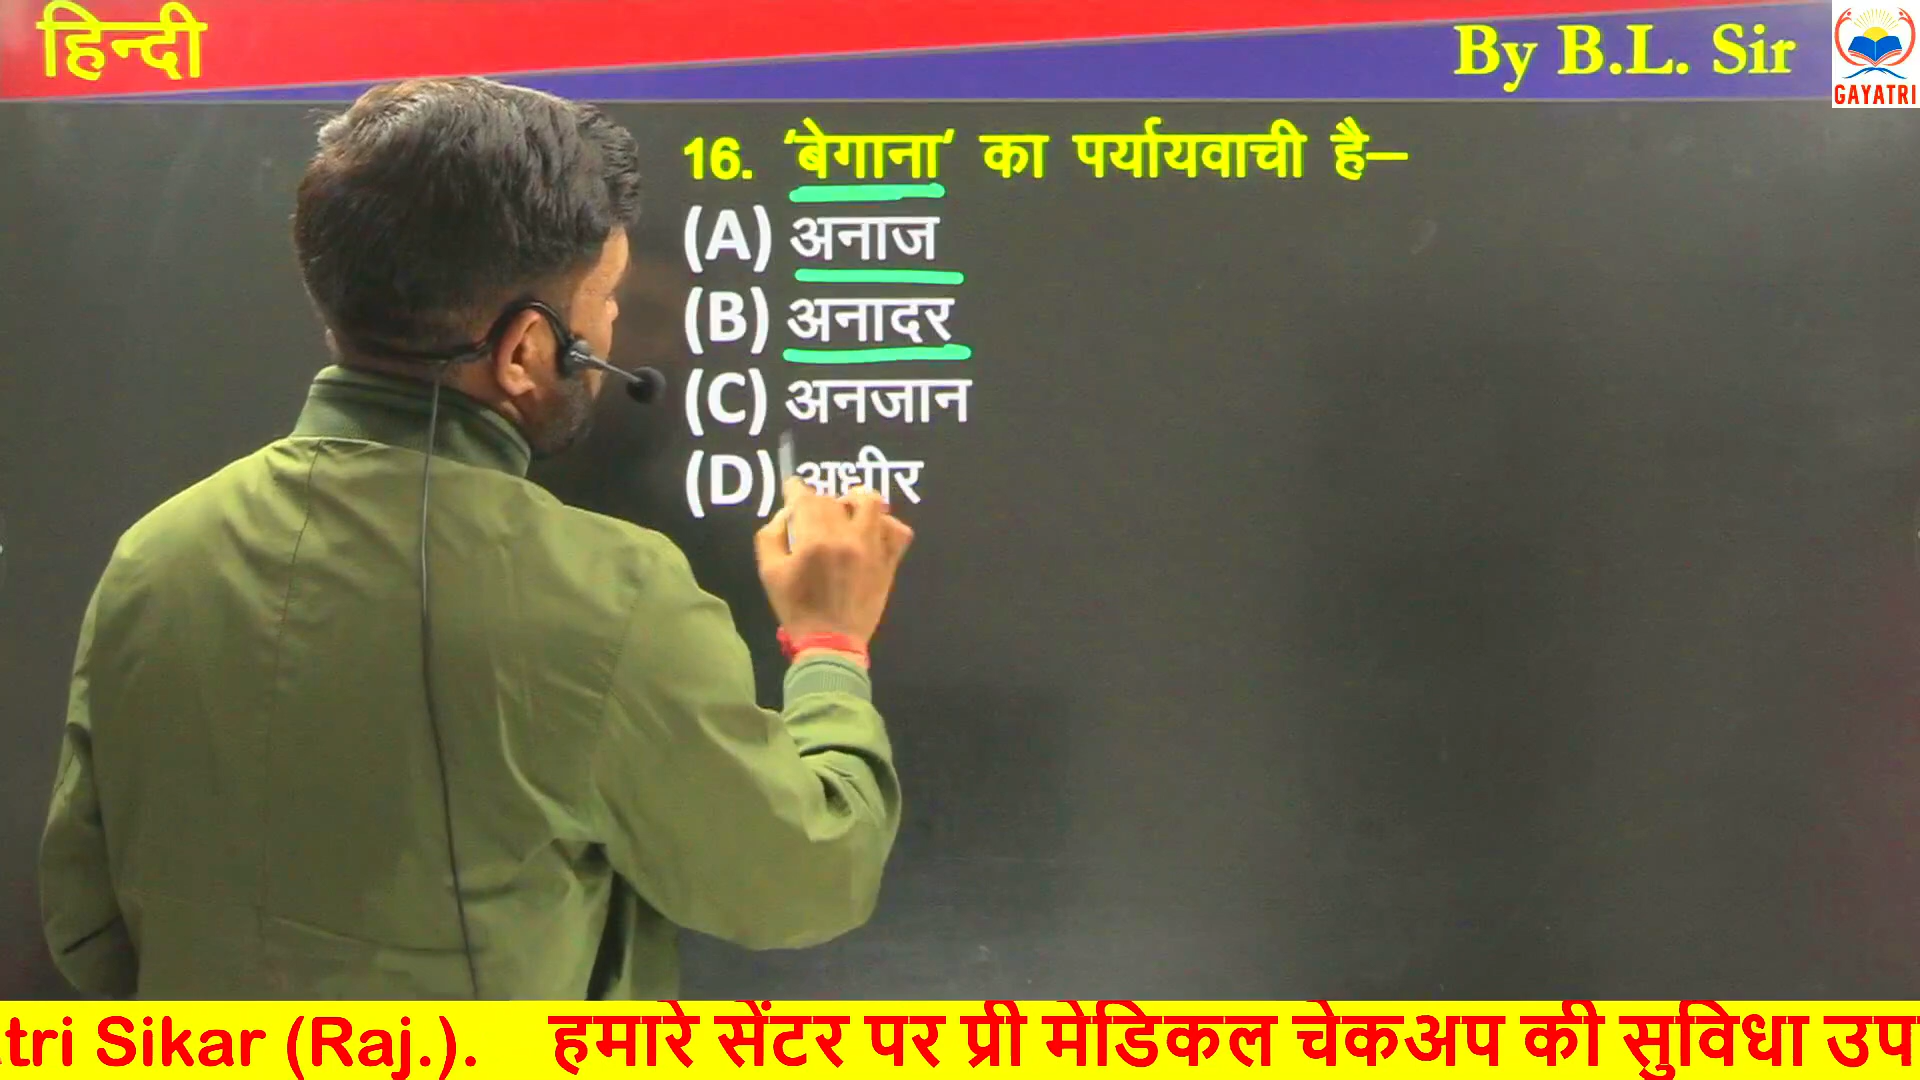 हिन्दी
By B.L. Sir
GAYATRI
16. 'बेगाना' का पर्यायवाची है–
(A) अनाज
(B) अनादर
(C) अनजान
(D) अधीर
tri Sikar (Raj.). हमारे सेंटर पर प्री मेडिकल चेकअप की सुविधा उप